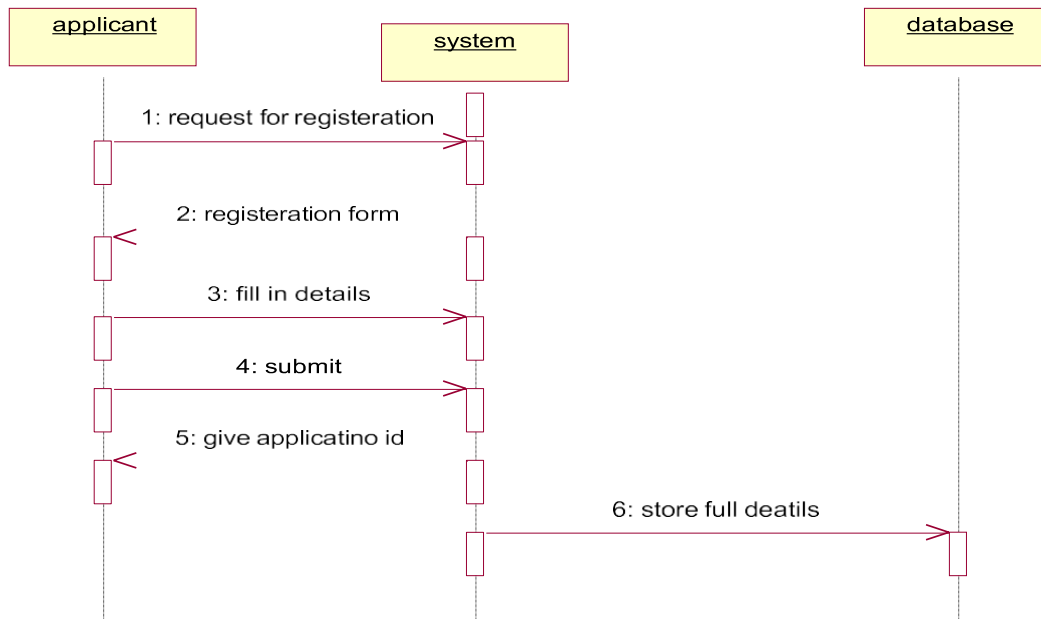 applicant
system
database
1: request for registeration
2: registeration form
3: fill in details
4: submit
5: give applicatino id
6: store full deatils